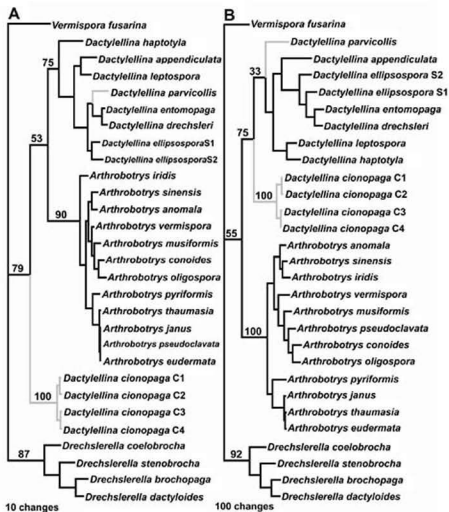 A
Vermispora fusarina
Dactylellina haptotyla
75
Dactylellina appendiculata
Dactylellina leptospora
Dactylellina parvicollis
Dactylellina entomopaga
Dactylellina drechsleri
53
Dactylellina ellipsosporaS1
Dactylellina ellipsosporaS2
Arthrobotrys iridis
Arthrobotrys sinensis
Arthrobotrys anomala
90
Arthrobotrys vermispora
Arthrobotrys musiformis
Arthrobotrys conoides
79
Arthrobotrys oligospora
Arthrobotrys pyriformis
Arthrobotrys thaumasia
Arthrobotrys janus
Arthrobotrys pseudoclavata
Arthrobotrys eudermata
Dactylellina cionopaga C1
100
Dactylellina cionopaga C2
Dactylellina cionopaga C3
Dactylellina cionopaga C4
Drechslerella coelobrocha
87
Drechslerella stenobrocha
Drechslerella brochopaga
Drechslerella dactyloides
10 changes
B
Vermispora fusarina
Dactylellina parvicollis
Dactylellina appendiculata
33
Dactylellina ellipsospora S2
Dactylellina ellipsospora S1
Dactylellina entomopaga
Dactylellina drechsleri
75
Dactylellina leptospora
Dactylellina haptotyla
Dactylellina cionopaga C1
100
Dactylellina cionopaga C2
Dactylellina cionopaga C3
Dactylellina cionopaga C4
55
Arthrobotrys anomala
Arthrobotrys sinensis
Arthrobotrys iridis
Arthrobotrys vermispora
Arthrobotrys musiformis
100
Arthrobotrys pseudoclavata
Arthrobotrys conoides
Arthrobotrys oligospora
Arthrobotrys pyriformis
Arthrobotrys janus
Arthrobotrys thaumasia
Arthrobotrys eudermata
Drechslerella coelobrocha
92
Drechslerella stenobrocha
Drechslerella brochopaga
Drechslerella dactyloides
100 changes